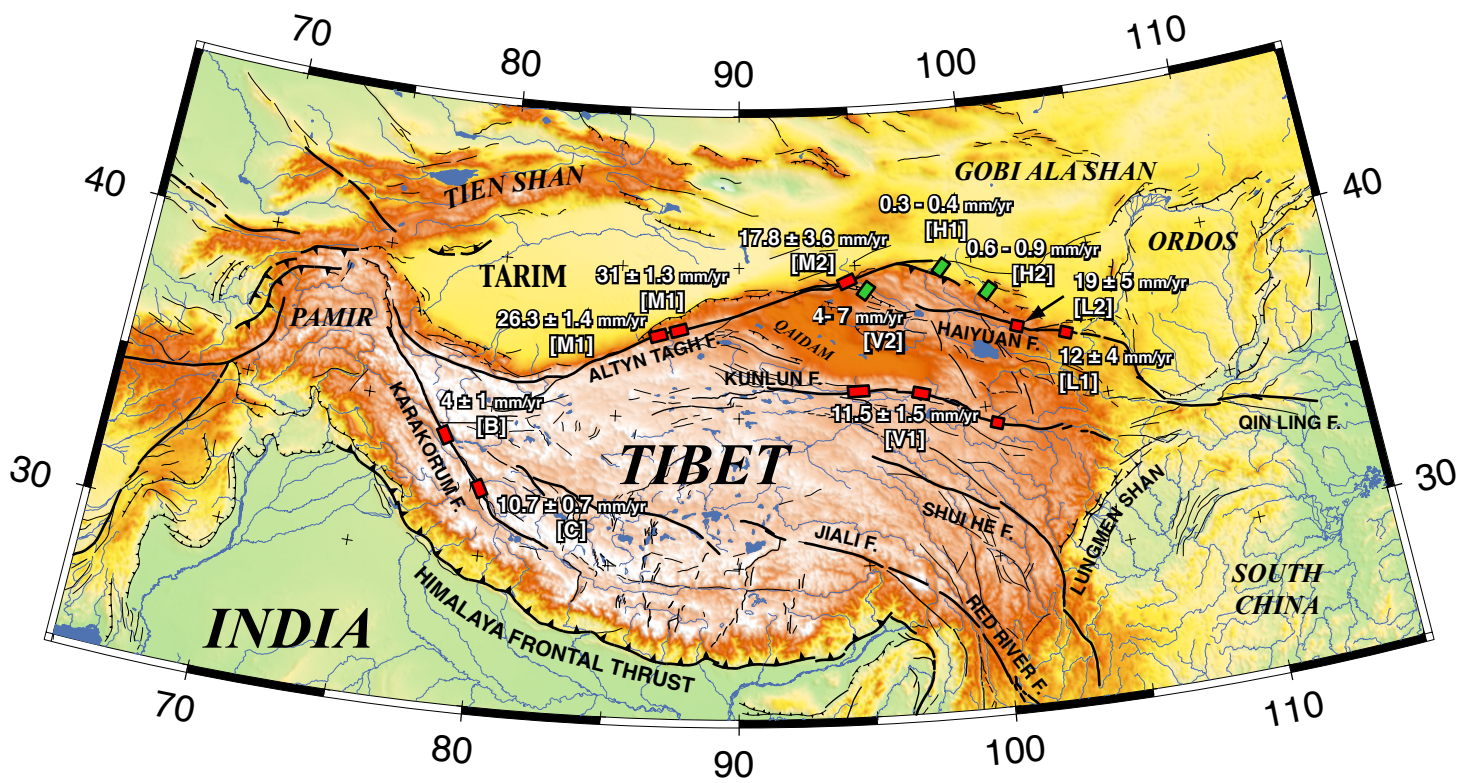 70
80
90
100
110
40
40
30
30
TIEN SHAN
GOBI ALA SHAN
0.3 - 0.4 mm/yr
[H1]
17.8 ± 3.6 mm/yr
[M2]
0.6 - 0.9 mm/yr
[H2]
ORDOS
TARIM
31 ± 1.3 mm/yr
[M1]
19 ± 5 mm/yr
[L2]
PAMIR
26.3 ± 1.4 mm/yr
[M1]
4- 7 mm/yr
[V2]
QAIDAM
HAIYUAN F.
ALTYN TAGH F.
12 ± 4 mm/yr
[L1]
KUNLUN F.
4 ± 1 mm/yr
[B]
KARAKORUM F.
11.5 ± 1.5 mm/yr
[V1]
QIN LING F.
TIBET
10.7 ± 0.7 mm/yr
[C]
SHUI HE F.
LUNGMEN SHAN
JIALI F.
SOUTH
CHINA
INDIA
HIMALAYA FRONTAL THRUST
RED RIVER F.
70
80
90
100
110